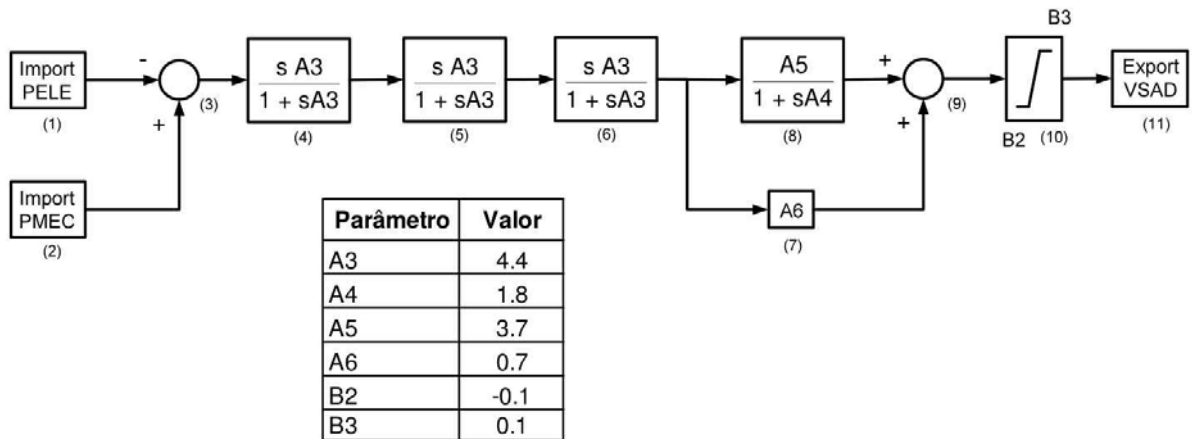 Import
PELE
(1)
-
+
(3)
s A3
1 + sA3
(4)
s A3
1 + sA3
(5)
s A3
1 + sA3
(6)
A5
1 + sA4
(8)
+
+
(9)
B3
B2
(10)
Export
VSAD
(11)
Import
PMEC
(2)
A6
(7)
Parâmetro Valor
A3 4.4
A4 1.8
A5 3.7
A6 0.7
B2 -0.1
B3 0.1